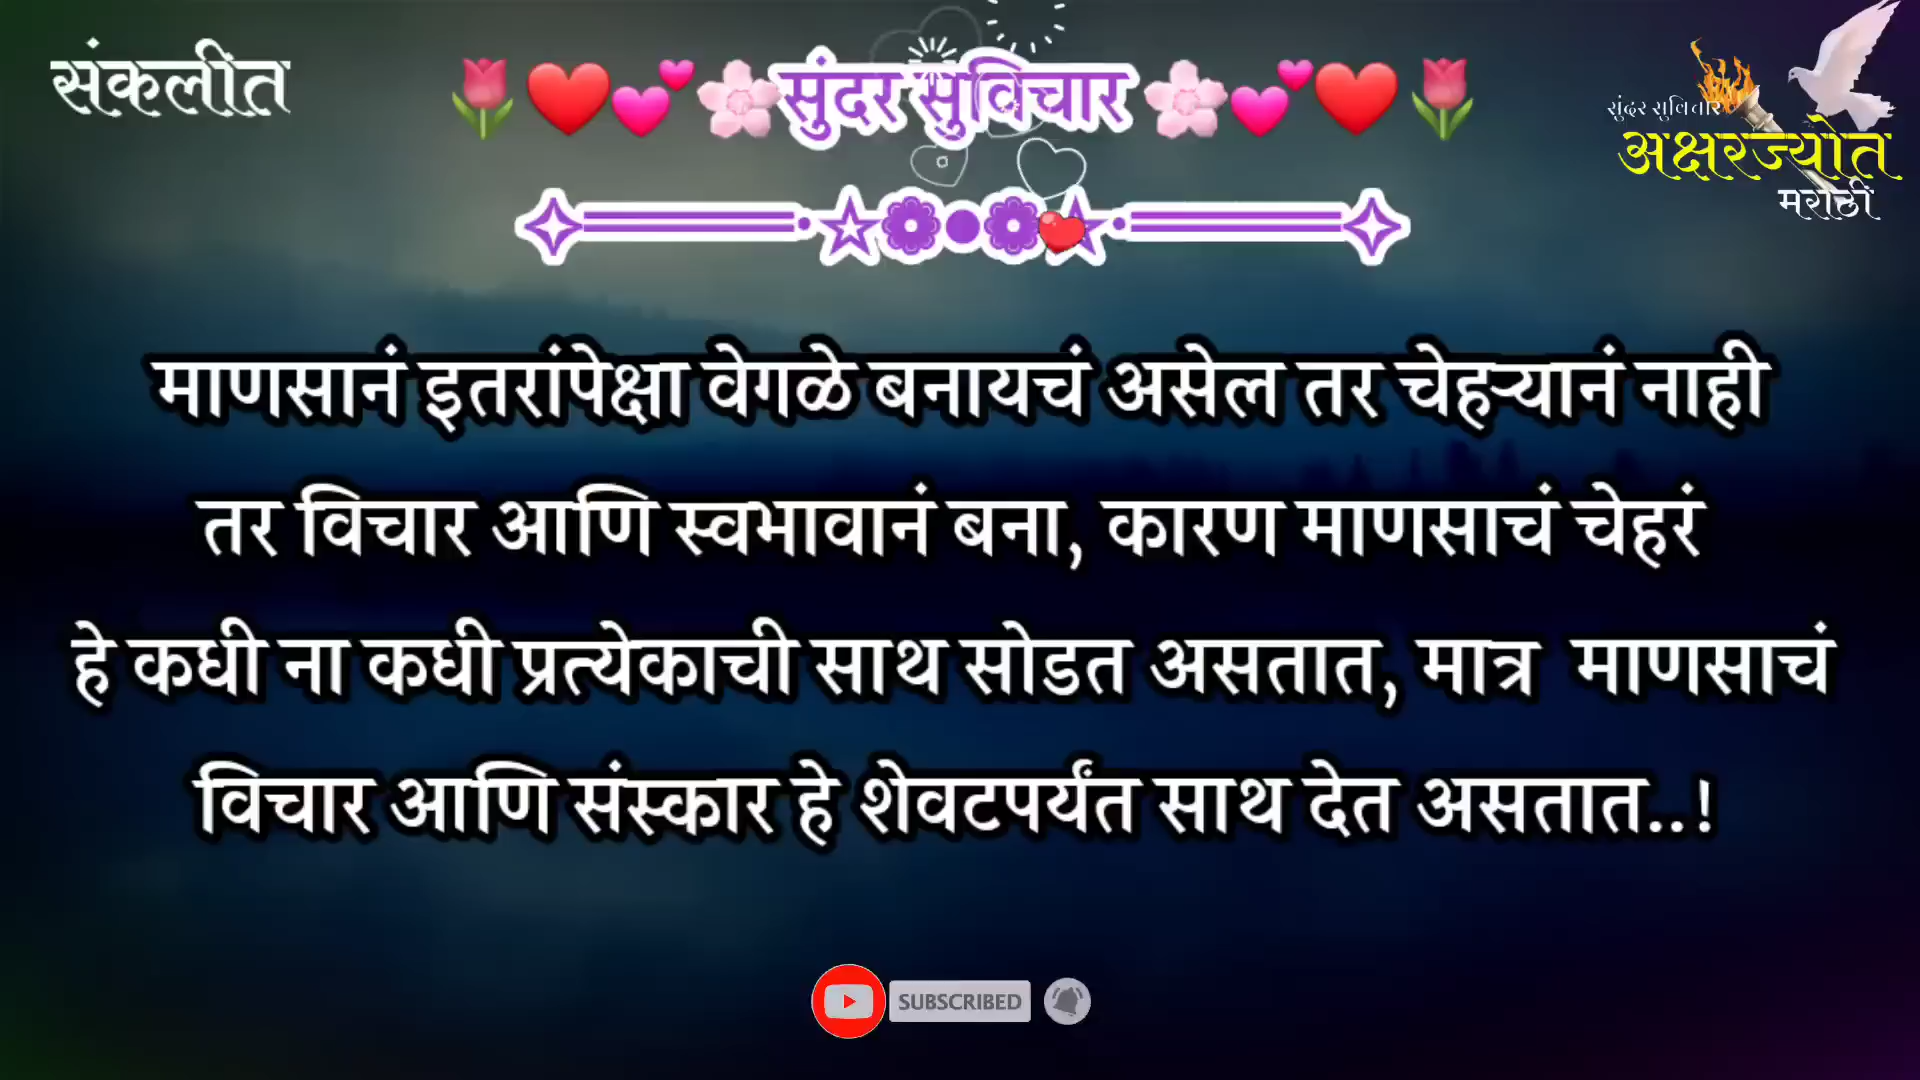 संकलीत
🌷❤️💕🌸सुंदर सुविचार 🌸💕❤️🌷
सुंदर सुविचार
अक्षरज्योत
मराठी
माणसानं इतरांपेक्षा वेगळे बनायचं असेल तर चेहऱ्यानं नाही
तर विचार आणि स्वभावानं बना, कारण माणसाचं चेहरं
हे कधी ना कधी प्रत्येकाची साथ सोडत असतात, मात्र माणसाचं
विचार आणि संस्कार हे शेवटपर्यंत साथ देत असतात..!
SUBSCRIBED